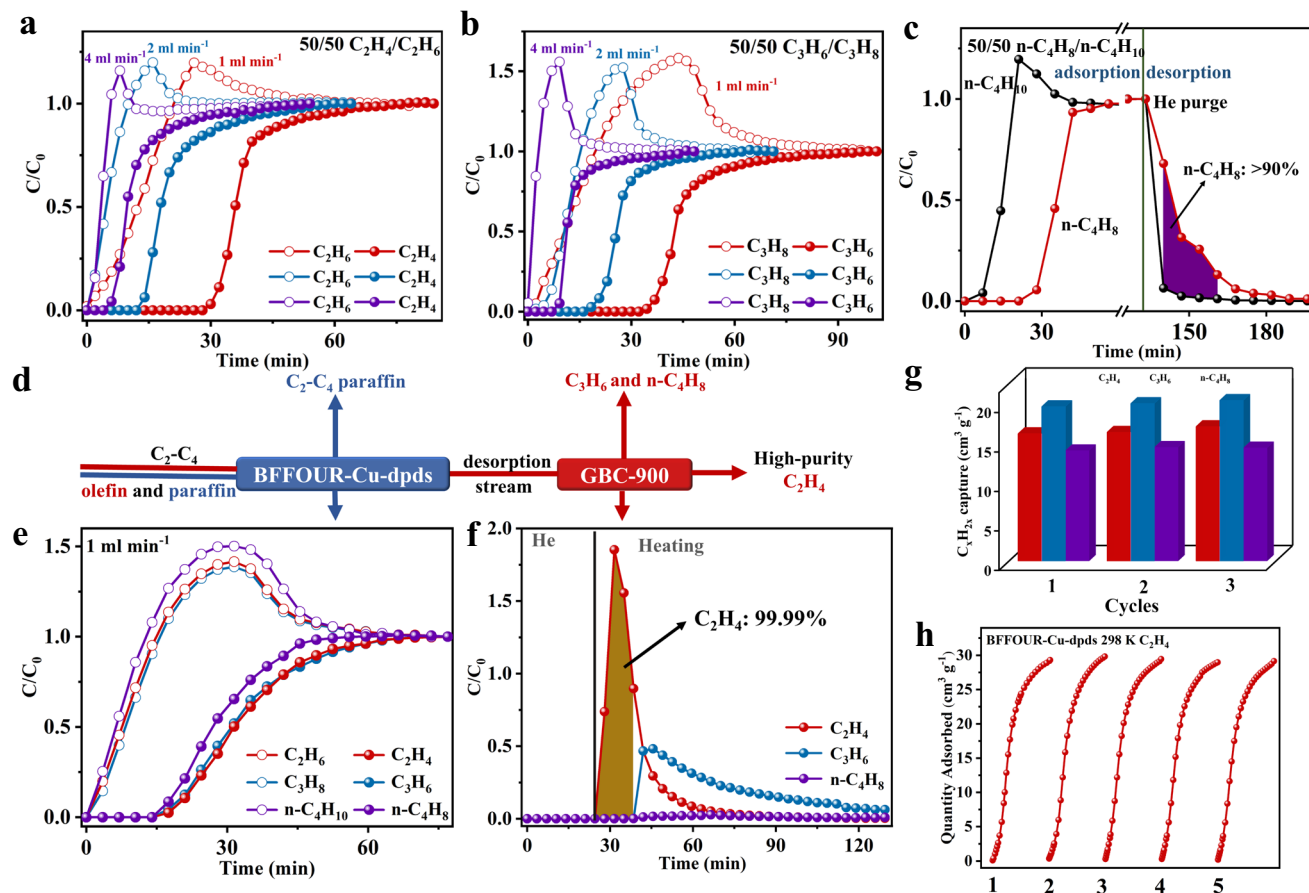 a
50/50 C₂H₄/C₂H₆
4 ml min⁻¹
2 ml min⁻¹
1 ml min⁻¹
C/C₀
1.0
0.5
0.0
C₂H₆ C₂H₄
C₂H₆ C₂H₄
C₂H₆ C₂H₄
0 30 60
Time (min)
b
50/50 C₃H₆/C₃H₈
4 ml min⁻¹
2 ml min⁻¹
1 ml min⁻¹
C/C₀
1.5
1.0
0.5
0.0
C₃H₈ C₃H₆
C₃H₈ C₃H₆
C₃H₈ C₃H₆
0 30 60 90
Time (min)
c
50/50 n-C₄H₈/n-C₄H₁₀
n-C₄H₁₀
adsorption desorption
He purge
n-C₄H₈: >90%
n-C₄H₈
C/C₀
1.0
0.5
0.0
0 30 150 180
Time (min)
d
C₂-C₄ paraffin
C₃H₆ and n-C₄H₈
C₂-C₄
olefin and paraffin
BFFOUR-Cu-dpds
desorption
stream
GBC-900
High-purity
C₂H₄
e
1 ml min⁻¹
C/C₀
1.5
1.0
0.5
0.0
C₂H₆ C₂H₄
C₃H₈ C₃H₆
n-C₄H₁₀ n-C₄H₈
0 30 60
Time (min)
f
He Heating
C₂H₄: 99.99%
C/C₀
2.0
1.5
1.0
0.5
0.0
C₂H₄
C₃H₆
n-C₄H₈
0 30 60 90 120
Time (min)
g
C₂H₄ C₃H₆ n-C₄H₈
CₓH₂ₓ capture (cm³ g⁻¹)
20
15
10
5
0
1 2 3
Cycles
h
BFFOUR-Cu-dpds 298 K C₂H₄
Quantity Adsorbed (cm³ g⁻¹)
30
25
20
15
10
5
0
1 2 3 4 5